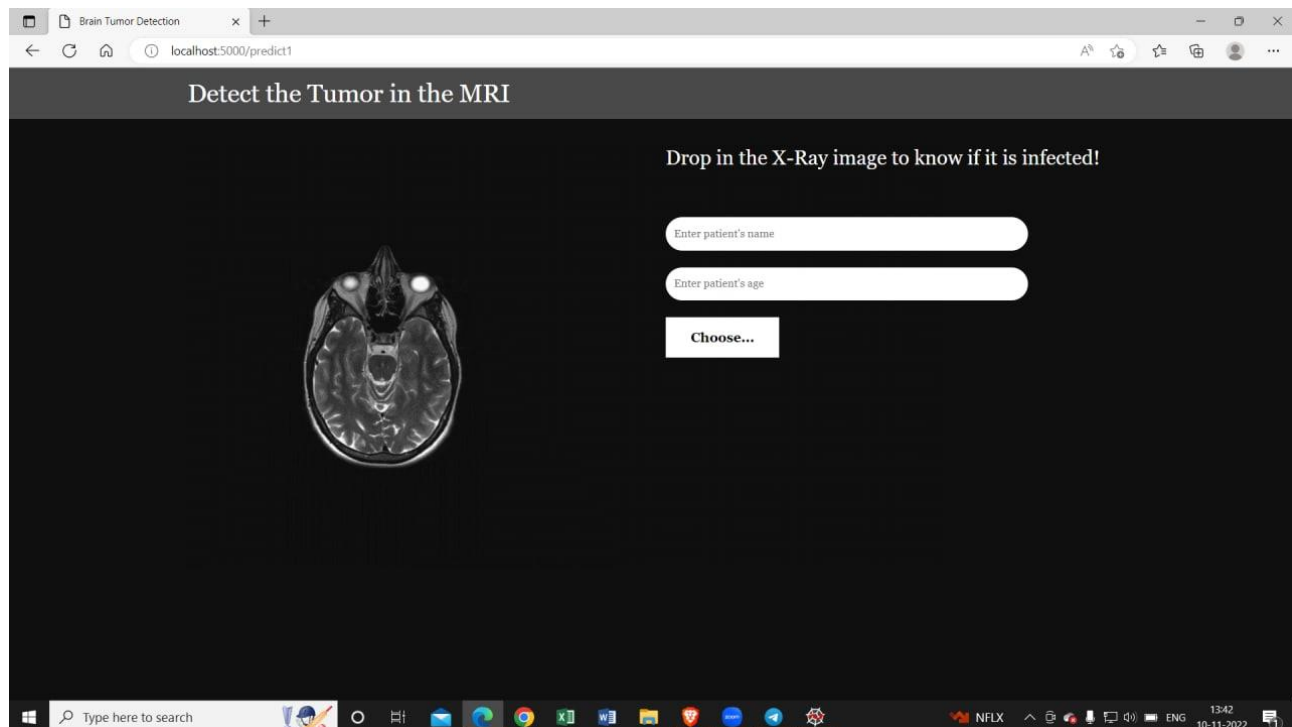 Brain Tumor Detection
localhost:5000/predict1
Detect the Tumor in the MRI
Drop in the X-Ray image to know if it is infected!
Enter patient's name
Enter patient's age
Choose...
Type here to search
NFLX
ENG
13:42
10-11-2022